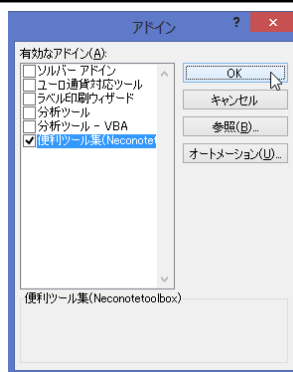 アドイン
? ×
有効なアドイン(A):
ソルバー アドイン
ユーロ通貨対応ツール
ラベル印刷ウィザード
分析ツール
分析ツール - VBA
便利ツール集(Neconotet
OK
キャンセル
参照(B)...
オートメーション(U)...
便利ツール集(Neconotetoolbox)